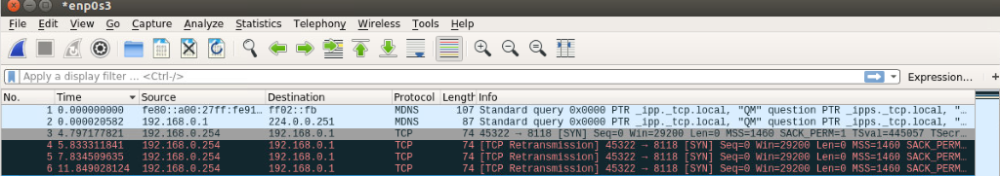 *enp0s3
File Edit View Go Capture Analyze Statistics Telephony Wireless Tools Help
Apply a display filter ... <Ctrl-/> Expression... +
No. Time Source Destination Protocol Length Info
1 0.000000000 fe80::a00:27ff:fe91... ff02::fb MDNS 107 Standard query 0x0000 PTR _ipp._tcp.local, "QM" question PTR _ipps._tcp.local, "...
2 0.000020582 192.168.0.1 224.0.0.251 MDNS 87 Standard query 0x0000 PTR _ipp._tcp.local, "QM" question PTR _ipps._tcp.local, "...
3 4.797177821 192.168.0.254 192.168.0.1 TCP 74 45322 → 8118 [SYN] Seq=0 Win=29200 Len=0 MSS=1460 SACK_PERM=1 TSval=445057 TSecr...
4 5.833311841 192.168.0.254 192.168.0.1 TCP 74 [TCP Retransmission] 45322 → 8118 [SYN] Seq=0 Win=29200 Len=0 MSS=1460 SACK_PERM...
5 7.834509635 192.168.0.254 192.168.0.1 TCP 74 [TCP Retransmission] 45322 → 8118 [SYN] Seq=0 Win=29200 Len=0 MSS=1460 SACK_PERM...
6 11.849028124 192.168.0.254 192.168.0.1 TCP 74 [TCP Retransmission] 45322 → 8118 [SYN] Seq=0 Win=29200 Len=0 MSS=1460 SACK_PERM...